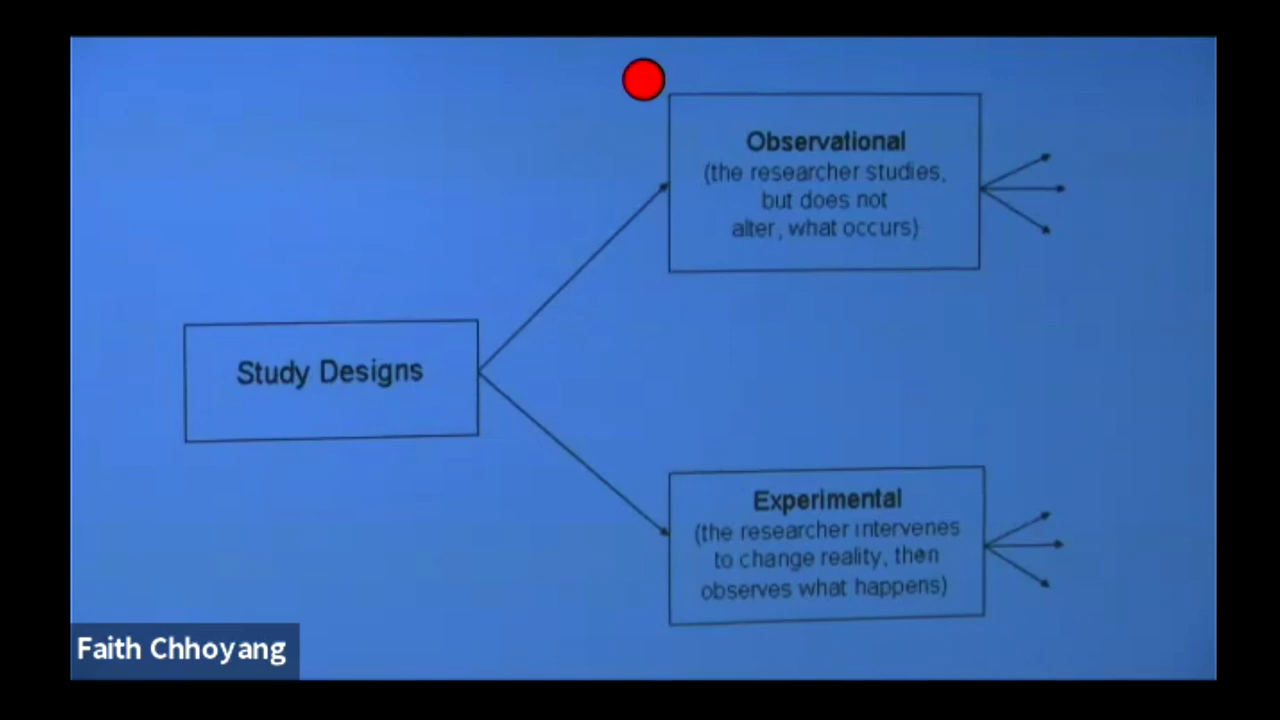 Observational
(the researcher studies,
but does not
alter, what occurs)
Study Designs
Experimental
(the researcher intervenes
to change reality, then
observes what happens)
Faith Chhoyang